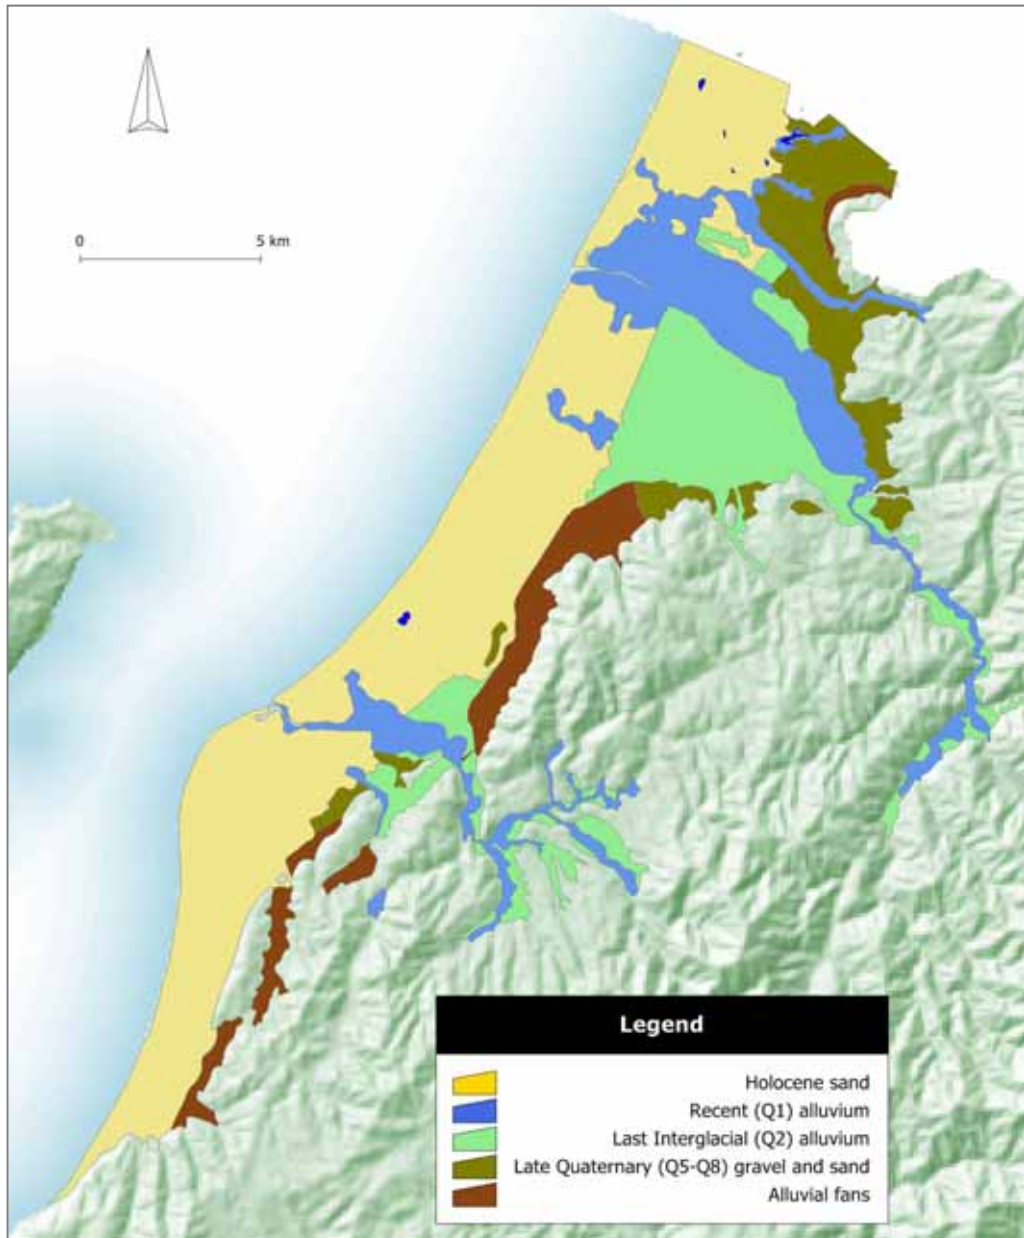 0 5 km
Legend
Holocene sand
Recent (Q1) alluvium
Last Interglacial (Q2) alluvium
Late Quaternary (Q5-Q8) gravel and sand
Alluvial fans